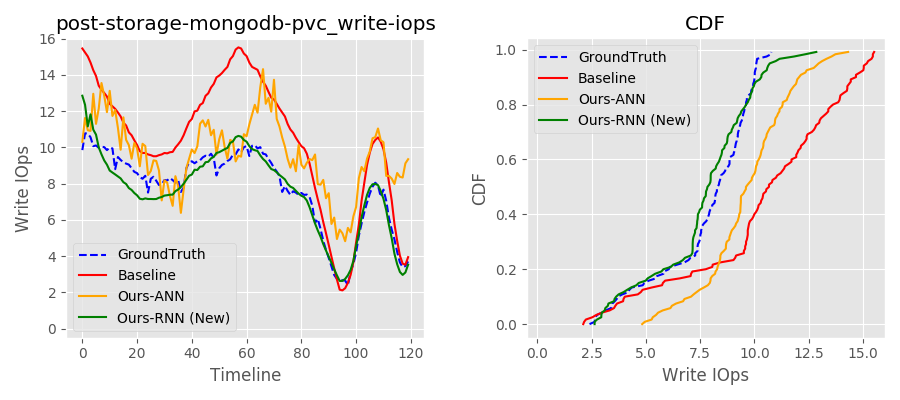 post-storage-mongodb-pvc_write-iops
16
14
12
10
8
6
4
2
0
Write IOps
GroundTruth
Baseline
Ours-ANN
Ours-RNN (New)
0 20 40 60 80 100 120
Timeline
CDF
1.0
0.8
0.6
0.4
0.2
0.0
CDF
GroundTruth
Baseline
Ours-ANN
Ours-RNN (New)
0.0 2.5 5.0 7.5 10.0 12.5 15.0
Write IOps